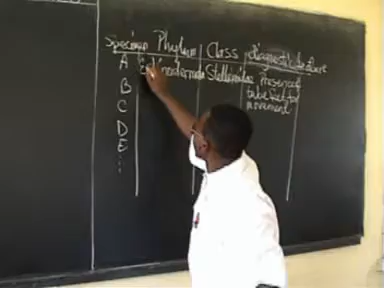 Specimen Phylum Class diagnostic feature
A Echinodermata Stelleroidea Presence of
tube feet for
B movement
C
D
E